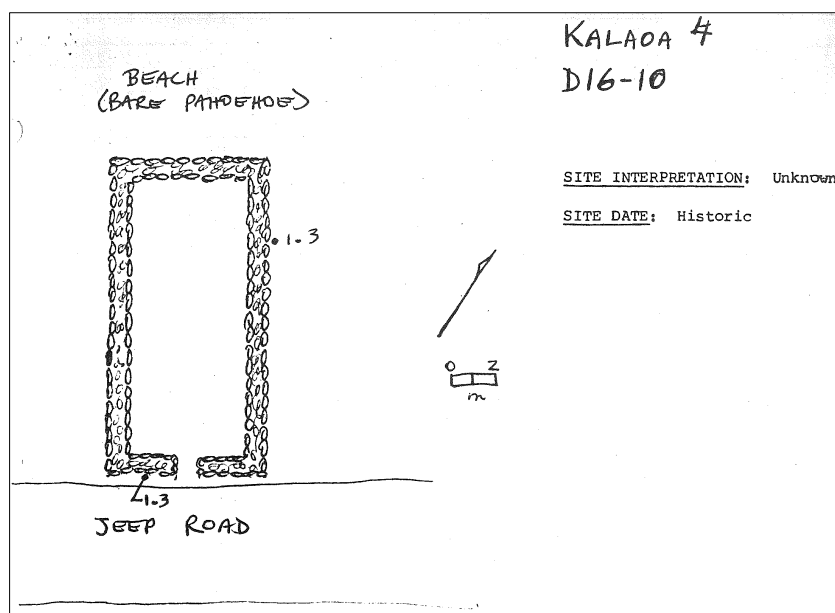 KALAOA 4
D16-10
BEACH
(BARE PAHOEHOE)
SITE INTERPRETATION: Unknown
SITE DATE: Historic
1.3
0 2
m
1.3
JEEP ROAD